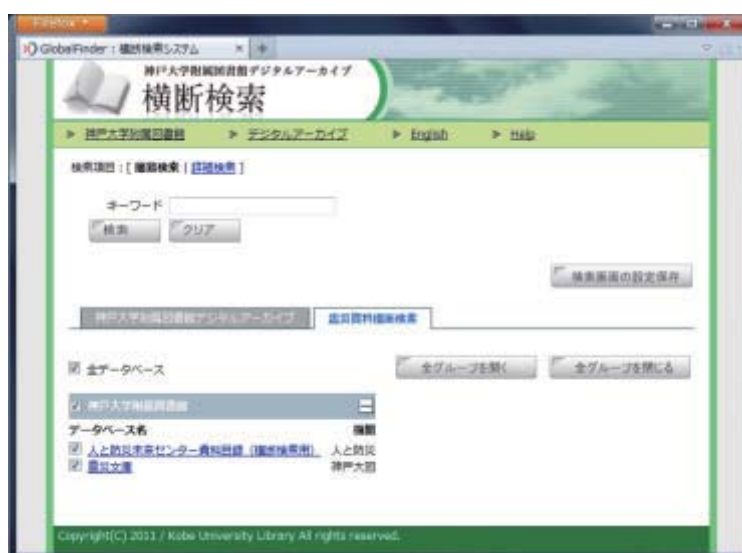 Firefox
GlobalFinder : 横断検索システム
神戸大学附属図書館デジタルアーカイブ
横断検索
神戸大学附属図書館 デジタルアーカイブ English Help
検索項目 : [ 簡易検索 | 詳細検索 ]
キーワード
検索 クリア
検索画面の設定保存
神戸大学附属図書館デジタルアーカイブ 震災資料横断検索
全データベース 全グループを開く 全グループを閉じる
神戸大学附属図書館
データベース名 機関
人と防災未来センター資料目録（横断検索用） 人と防災
震災文庫 神戸大図
Copyright(C) 2011 / Kobe University Library All rights reserved.